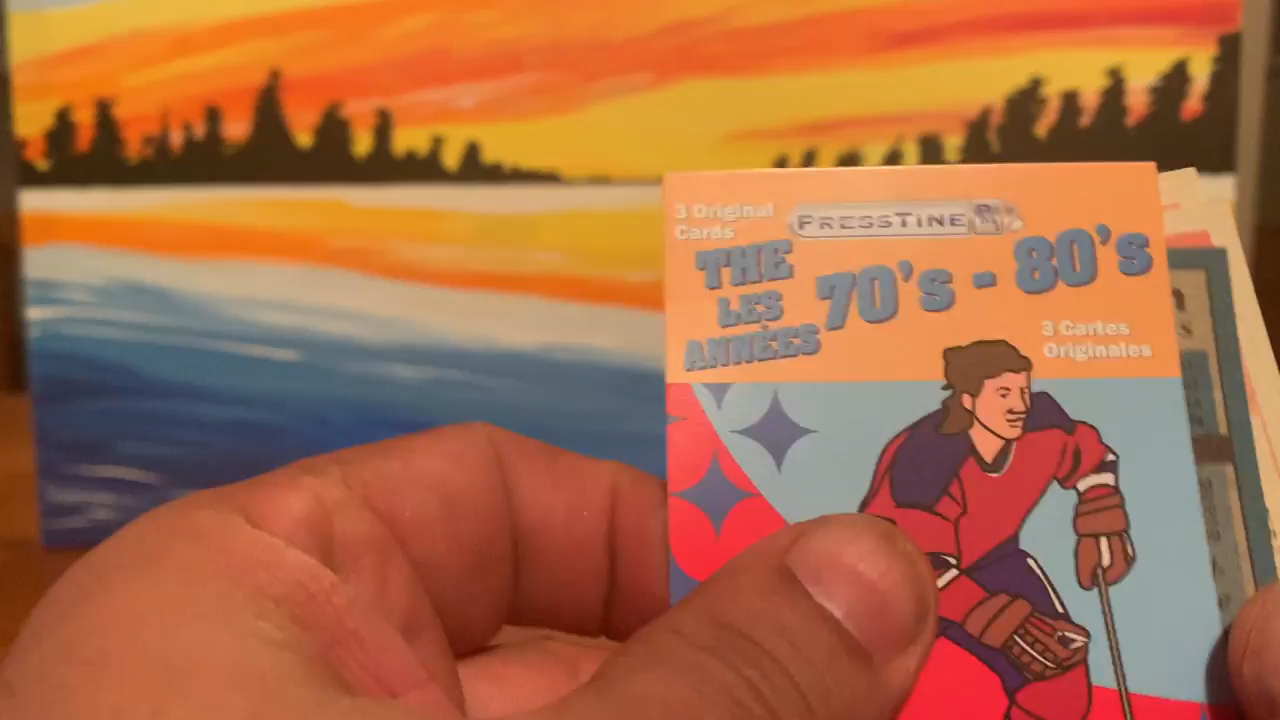 3 Original
Cards
PRESSTINE
THE
LES
ANNÉES
70's - 80's
3 Cartes
Originales